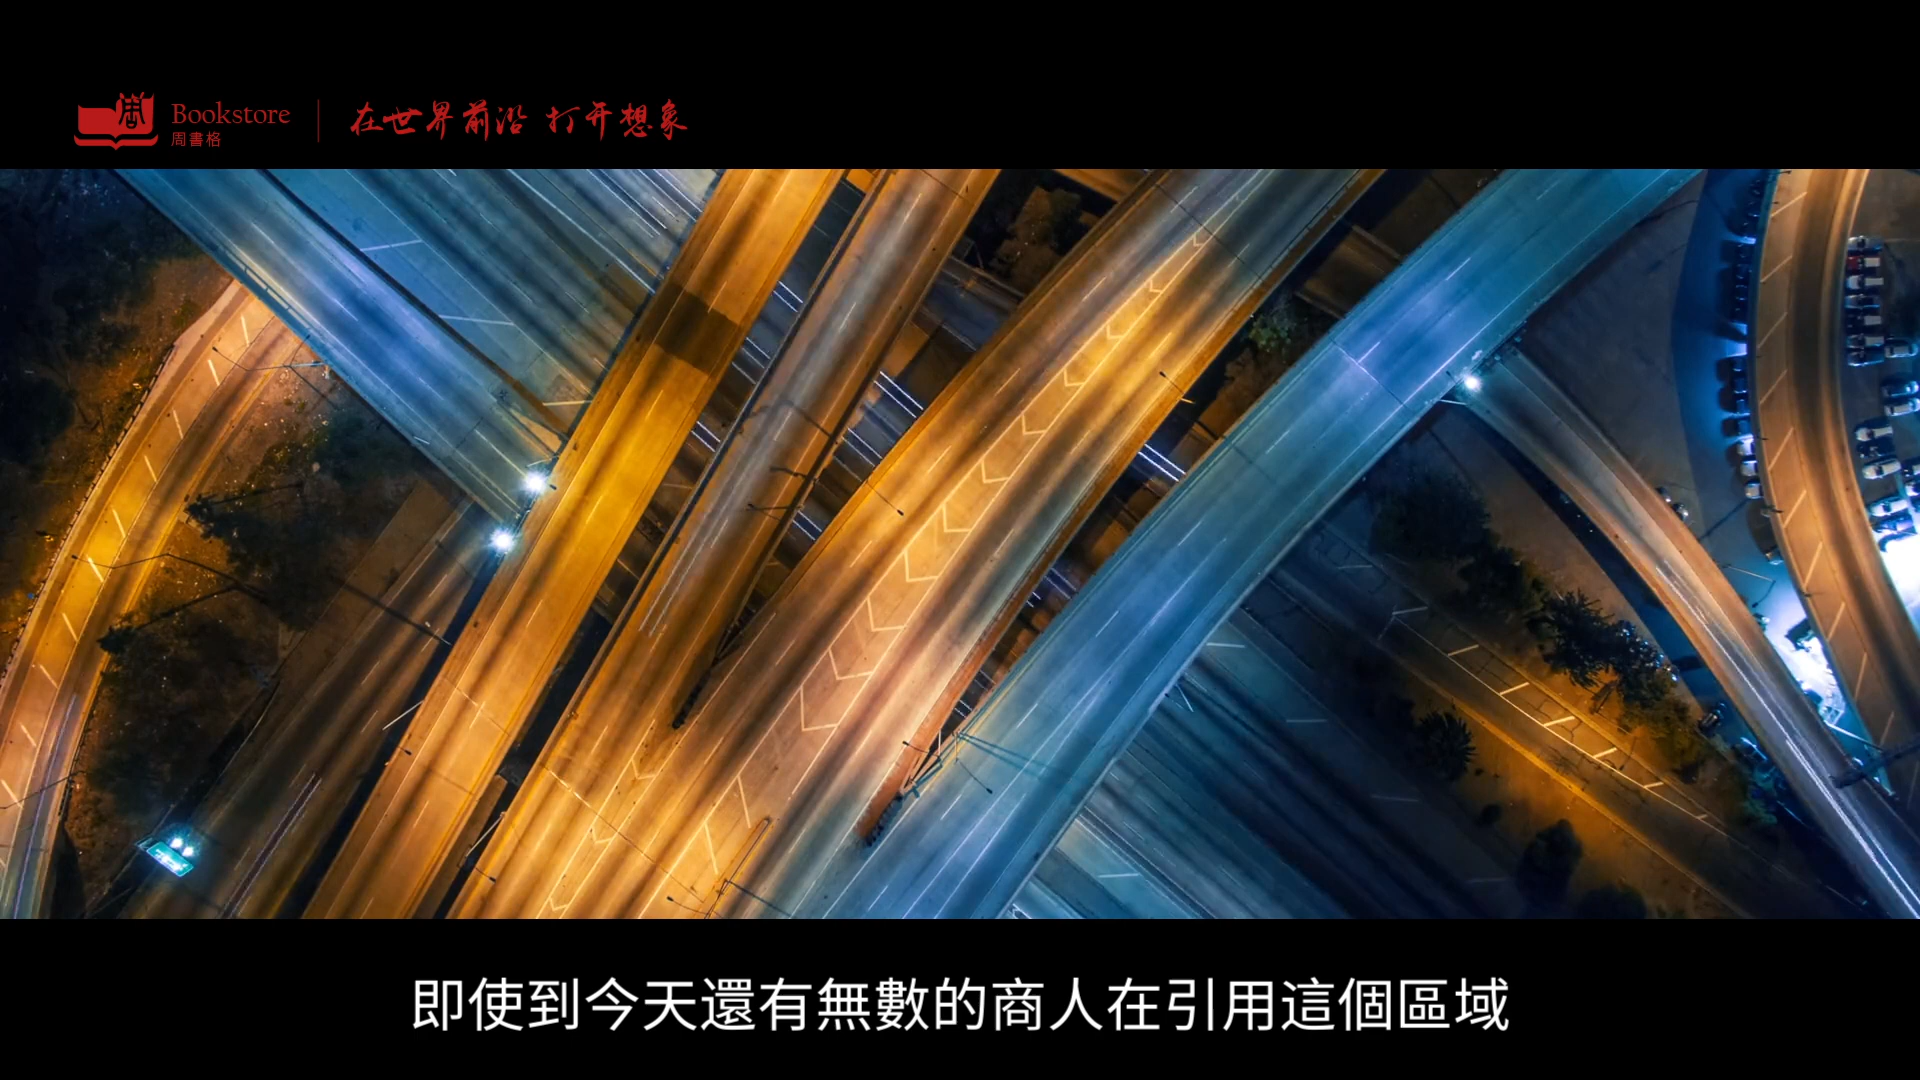 周
Bookstore
周書格
在世界前沿 打开想象
即使到今天還有無數的商人在引用這個區域